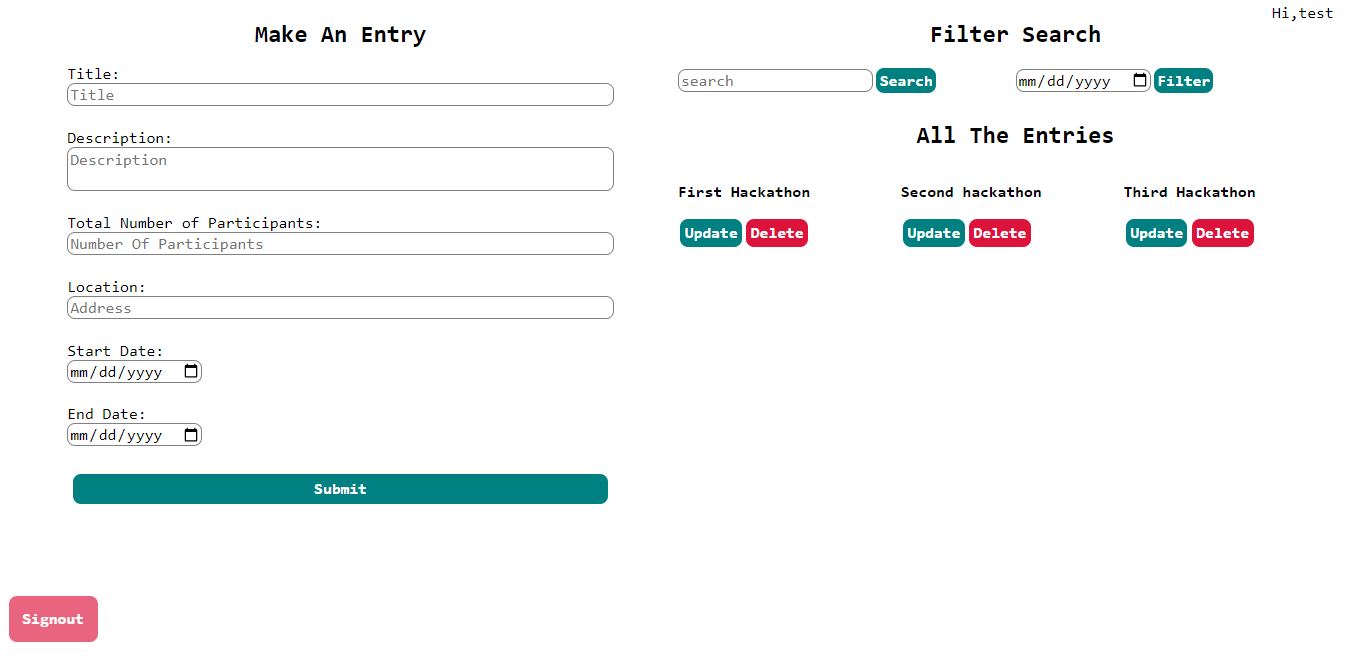 Hi,test
Make An Entry
Title:
Title
Description:
Description
Total Number of Participants:
Number Of Participants
Location:
Address
Start Date:
mm/dd/yyyy
End Date:
mm/dd/yyyy
Submit
Signout
Filter Search
search Search mm/dd/yyyy Filter
All The Entries
First Hackathon Second hackathon Third Hackathon
Update Delete Update Delete Update Delete